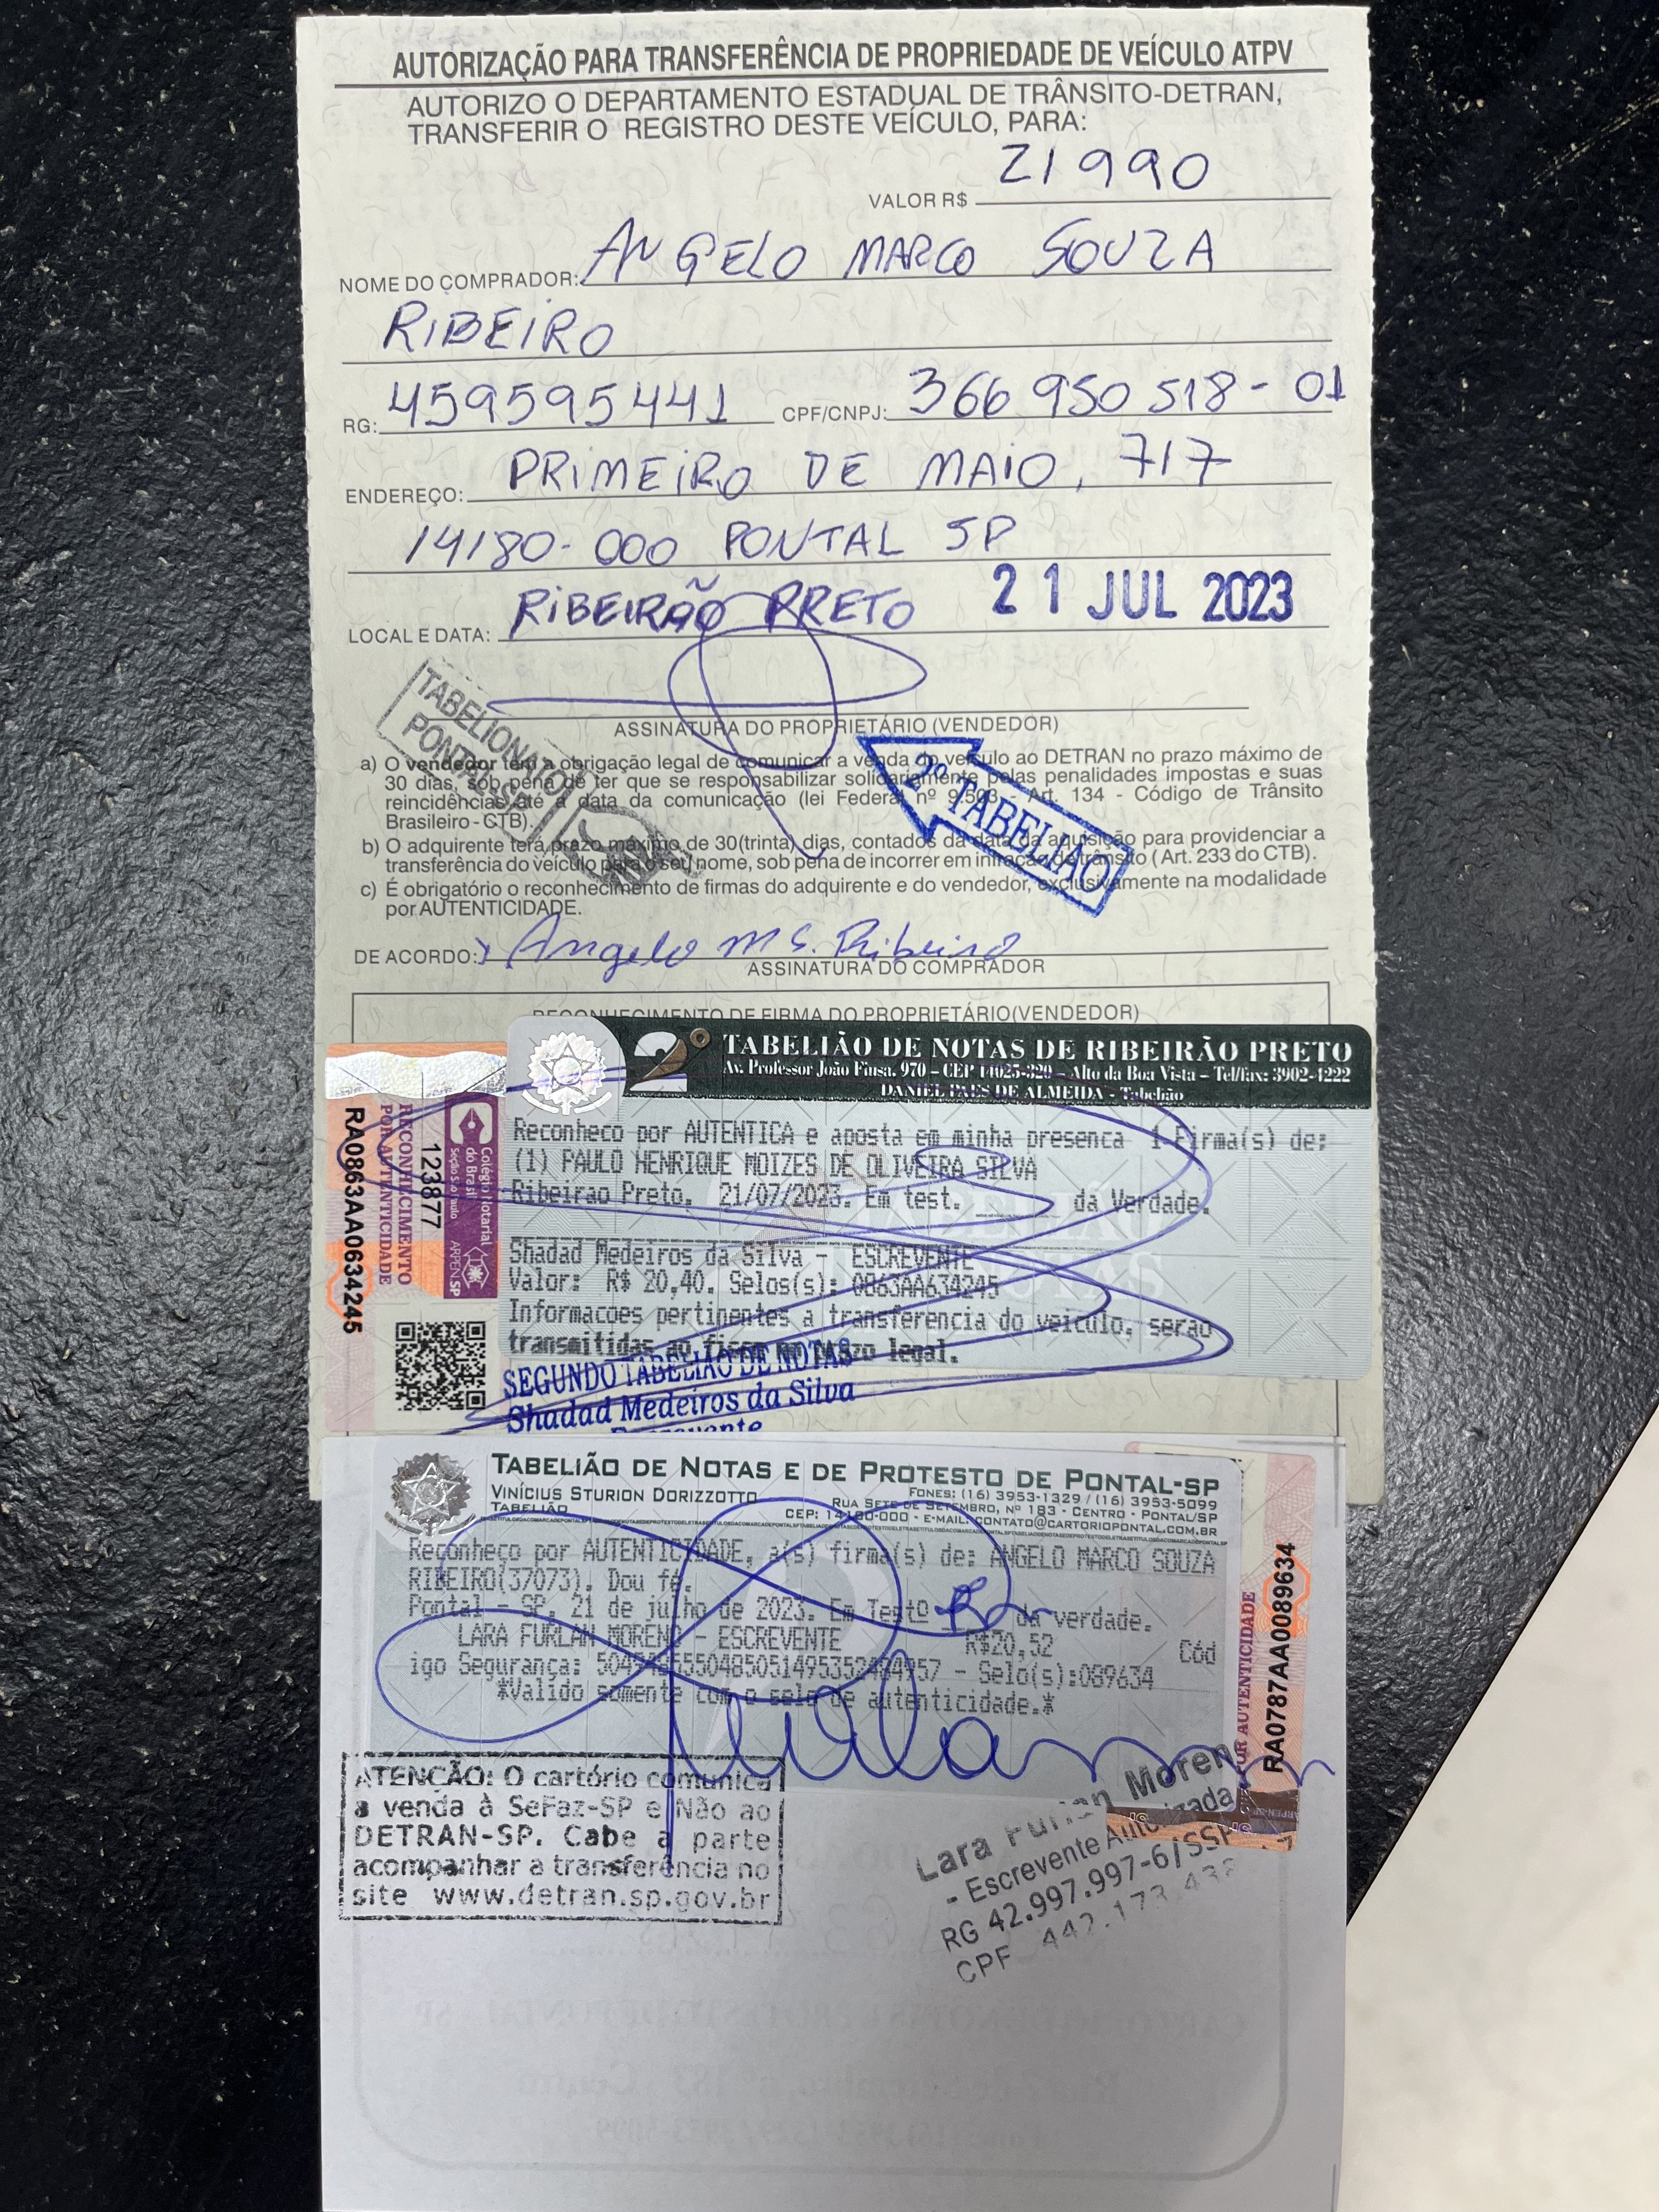 AUTORIZAÇÃO PARA TRANSFERÊNCIA DE PROPRIEDADE DE VEÍCULO ATPV
AUTORIZO O DEPARTAMENTO ESTADUAL DE TRÂNSITO-DETRAN,
TRANSFERIR O REGISTRO DESTE VEÍCULO, PARA:
VALOR R$ 21990
NOME DO COMPRADOR: ANGELO MARCO SOUZA
RIBEIRO
RG: 459595441 CPF/CNPJ: 366 950 518-01
ENDEREÇO: PRIMEIRO DE MAIO, 717
14180-000 PONTAL SP
LOCAL E DATA: RIBEIRÃO PRETO 21 JUL 2023
ASSINATURA DO PROPRIETÁRIO (VENDEDOR)
TABELIONATO
PONTAL-SP
2º TABELIÃO
a) O vendedor tem a obrigação legal de comunicar a venda do veículo ao DETRAN no prazo máximo de
30 dias, sob pena de ter que se responsabilizar solidariamente pelas penalidades impostas e suas
reincidências até a data da comunicação (lei Federal nº 9.503 - Art. 134 - Código de Trânsito
Brasileiro - CTB).
b) O adquirente terá prazo máximo de 30(trinta) dias, contados da data da aquisição para providenciar a
transferência do veículo para o seu nome, sob pena de incorrer em infração de trânsito (Art. 233 do CTB).
c) É obrigatório o reconhecimento de firmas do adquirente e do vendedor, exclusivamente na modalidade
por AUTENTICIDADE.
DE ACORDO: Angelo M S. Ribeiro
ASSINATURA DO COMPRADOR
RECONHECIMENTO DE FIRMA DO PROPRIETÁRIO(VENDEDOR)
2º TABELIÃO DE NOTAS DE RIBEIRÃO PRETO
Av. Professor João Fiusa, 970 – CEP 14025-320 – Alto da Boa Vista – Tel/fax: 3902-4222
DANIEL PAES DE ALMEIDA - Tabelião
Reconheco por AUTENTICA e aposta em minha presenca 1 Firma(s) de:
(1) PAULO HENRIQUE MOIZES DE OLIVEIRA SILVA
Ribeirao Preto, 21/07/2023. Em test. da Verdade.
Shadad Medeiros da Silva - ESCREVENTE
Valor: R$ 20,40. Selos(s): 0863AA634245
Informacoes pertinentes a transferencia do veiculo, serao
transmitidas ao fisco no prazo legal.
SEGUNDO TABELIÃO DE NOTAS
Shadad Medeiros da Silva
Escrevente
Colégio Notarial
do Brasil
Seção São Paulo
ARPEN SP
123877
RECONHECIMENTO
POR AUTENTICIDADE
RA0863AA0634245
TABELIÃO DE NOTAS E DE PROTESTO DE PONTAL-SP
VINÍCIUS STURION DORIZZOTTO
TABELIÃO
FONES: (16) 3953-1329 / (16) 3953-5099
RUA SETE DE SETEMBRO, Nº 183 - CENTRO - PONTAL/SP
CEP: 14180-000 - E-MAIL: CONTATO@CARTORIOPONTAL.COM.BR
Reconheço por AUTENTICIDADE, a(s) firma(s) de: ANGELO MARCO SOUZA
RIBEIRO(37073). Dou fé.
Pontal - SP, 21 de julho de 2023. Em Testº da verdade.
LARA FURLAN MORENO - ESCREVENTE R$20,52 Cód
igo Segurança: - Selo(s):089634
*Valido somente com o selo de autenticidade.*
POR AUTENTICIDADE
RA0787AA0089634
ARPEN-SP
ATENÇÃO: O cartório comunica
a venda à SeFaz-SP e Não ao
DETRAN-SP. Cabe a parte
acompanhar a transferência no
site www.detran.sp.gov.br
Lara Furlan Moreno
- Escrevente Autorizada
RG 42.997.997-6/SSP
CPF 442.173.432